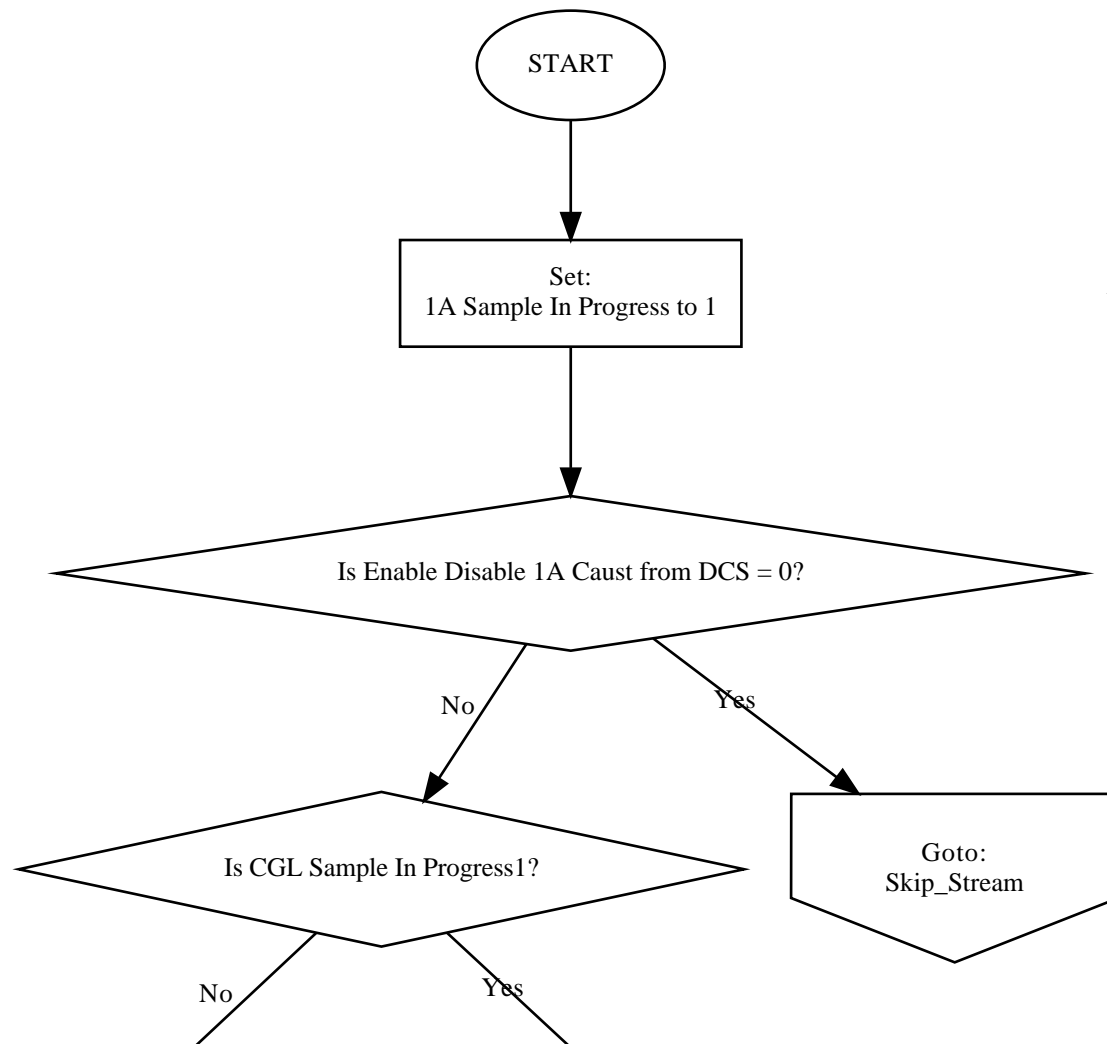 START
Set:
1A Sample In Progress to 1
Is Enable Disable 1A Caust from DCS = 0?
No
Yes
Is CGL Sample In Progress1?
Goto:
Skip_Stream
No
Yes